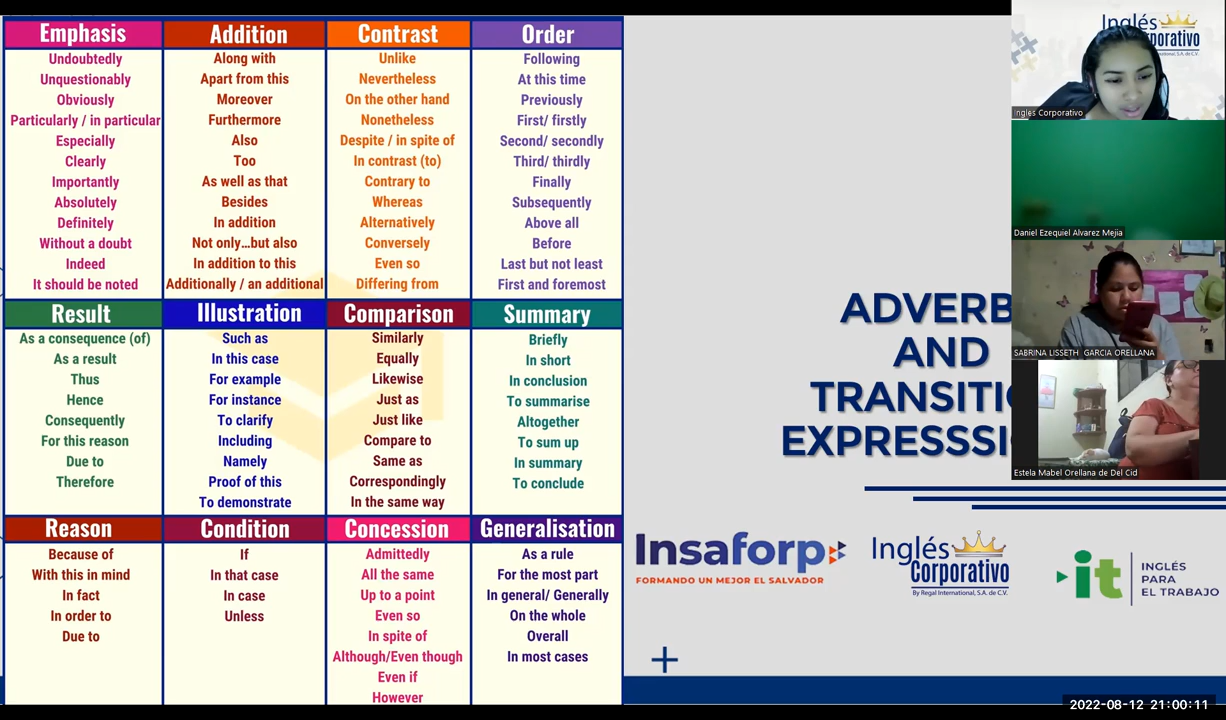 Emphasis
Undoubtedly
Unquestionably
Obviously
Particularly / in particular
Especially
Clearly
Importantly
Absolutely
Definitely
Without a doubt
Indeed
It should be noted
Addition
Along with
Apart from this
Moreover
Furthermore
Also
Too
As well as that
Besides
In addition
Not only...but also
In addition to this
Additionally / an additional
Contrast
Unlike
Nevertheless
On the other hand
Nonetheless
Despite / in spite of
In contrast (to)
Contrary to
Whereas
Alternatively
Conversely
Even so
Differing from
Order
Following
At this time
Previously
First/ firstly
Second/ secondly
Third/ thirdly
Finally
Subsequently
Above all
Before
Last but not least
First and foremost
Result
As a consequence (of)
As a result
Thus
Hence
Consequently
For this reason
Due to
Therefore
Illustration
Such as
In this case
For example
For instance
To clarify
Including
Namely
Proof of this
To demonstrate
Comparison
Similarly
Equally
Likewise
Just as
Just like
Compare to
Same as
Correspondingly
In the same way
Summary
Briefly
In short
In conclusion
To summarise
Altogether
To sum up
In summary
To conclude
Reason
Because of
With this in mind
In fact
In order to
Due to
Condition
If
In that case
In case
Unless
Concession
Admittedly
All the same
Up to a point
Even so
In spite of
Although/Even though
Even if
However
Generalisation
As a rule
For the most part
In general/ Generally
On the whole
Overall
In most cases
ADVERB
AND
TRANSITI
EXPRESSSI
Insaforp
FORMANDO UN MEJOR EL SALVADOR
Inglés
Corporativo
By Regal International, S.A. de C.V.
it
INGLÉS
PARA
EL TRABAJO
Inglés
Inglés Corporativo
Daniel Ezequiel Alvarez Mejia
SABRINA LISSETH GARCIA ORELLANA
Estela Mabel Orellana de Del Cid
2022-08-12 21:00:11